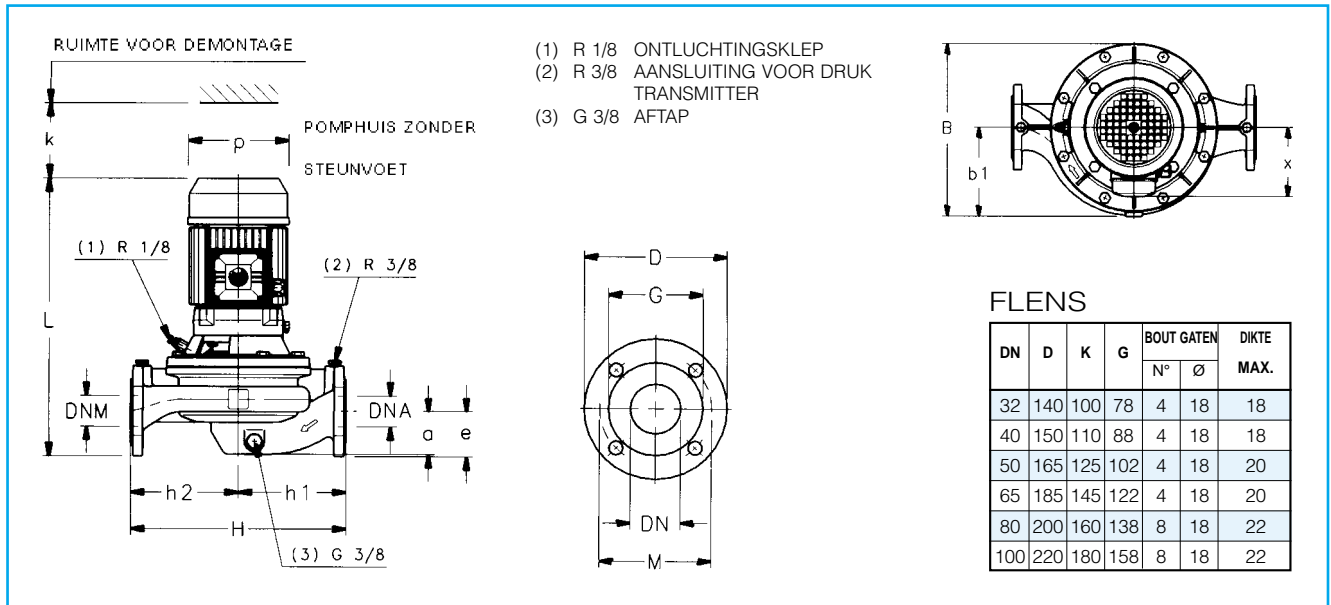 RUIMTE VOOR DEMONTAGE
k
p
POMPHUIS ZONDER
STEUNVOET
L
(1) R 1/8
(2) R 3/8
DNM
DNA
a
e
h2
h1
H
(3) G 3/8
(1) R 1/8 ONTLUCHTINGSKLEP
(2) R 3/8 AANSLUITING VOOR DRUK
TRANSMITTER
(3) G 3/8 AFTAP
D
G
DN
M
B
b1
x
FLENS
DN D K G BOUT GATEN DIKTE
N° Ø MAX.
32 140 100 78 4 18 18
40 150 110 88 4 18 18
50 165 125 102 4 18 20
65 185 145 122 4 18 20
80 200 160 138 8 18 22
100 220 180 158 8 18 22